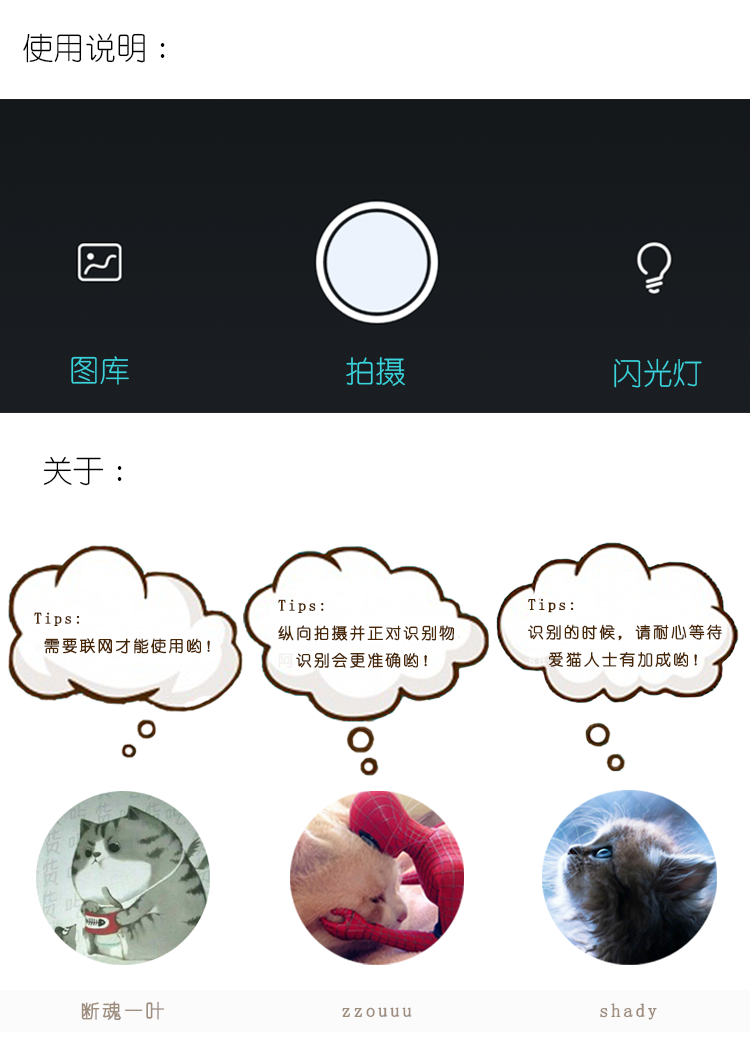 使用说明：
图库
拍摄
闪光灯
关于：
Tips:
需要联网才能使用哟！
Tips:
纵向拍摄并正对识别物
识别会更准确哟！
Tips:
识别的时候，请耐心等待
爱猫人士有加成哟！
断魂一叶
zzouuu
shady